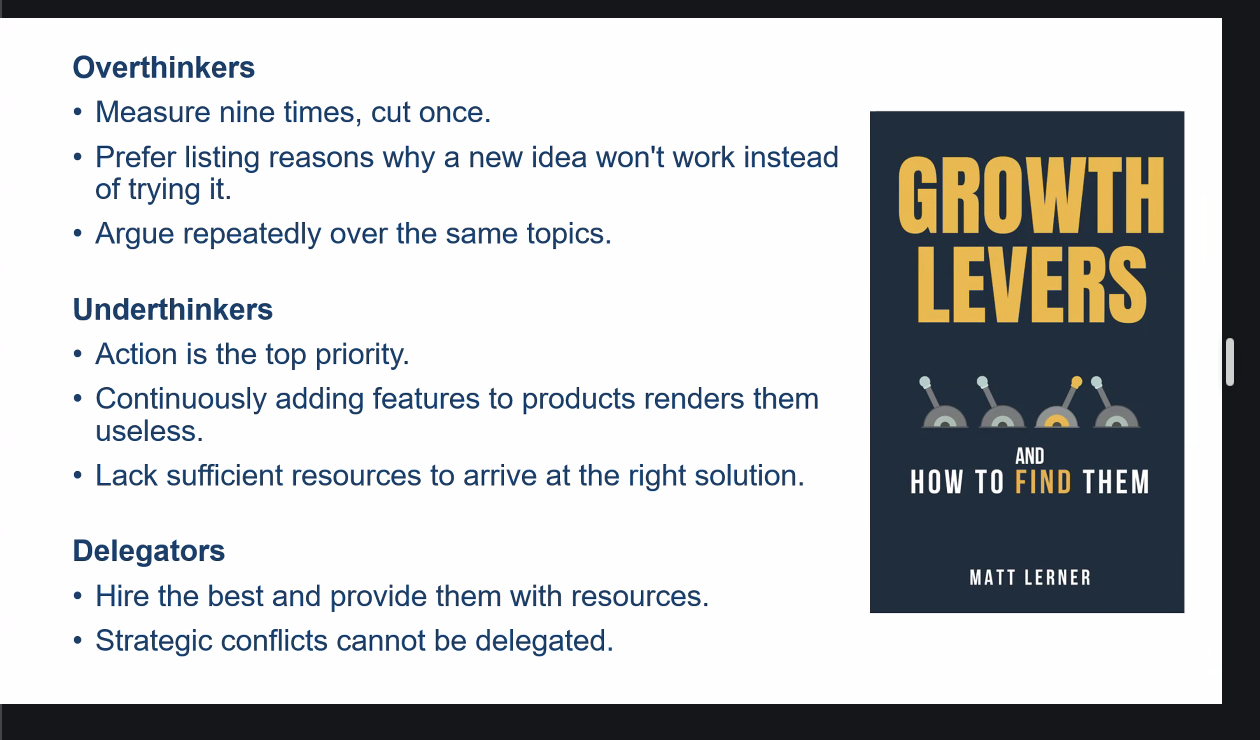 Overthinkers
• Measure nine times, cut once.
• Prefer listing reasons why a new idea won't work instead
of trying it.
• Argue repeatedly over the same topics.
Underthinkers
• Action is the top priority.
• Continuously adding features to products renders them
useless.
• Lack sufficient resources to arrive at the right solution.
Delegators
• Hire the best and provide them with resources.
• Strategic conflicts cannot be delegated.
GROWTH
LEVERS
AND
HOW TO FIND THEM
MATT LERNER